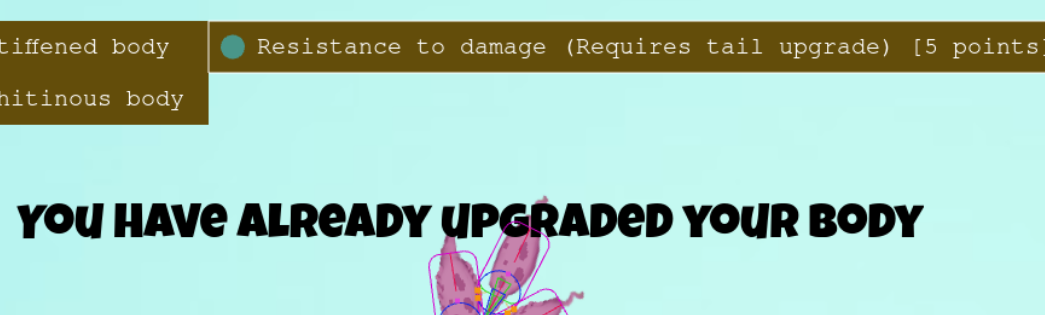 tiffened body
Resistance to damage (Requires tail upgrade) [5 points]
hitinous body
YOU HAVE ALREADY UPGRADED YOUR BODY